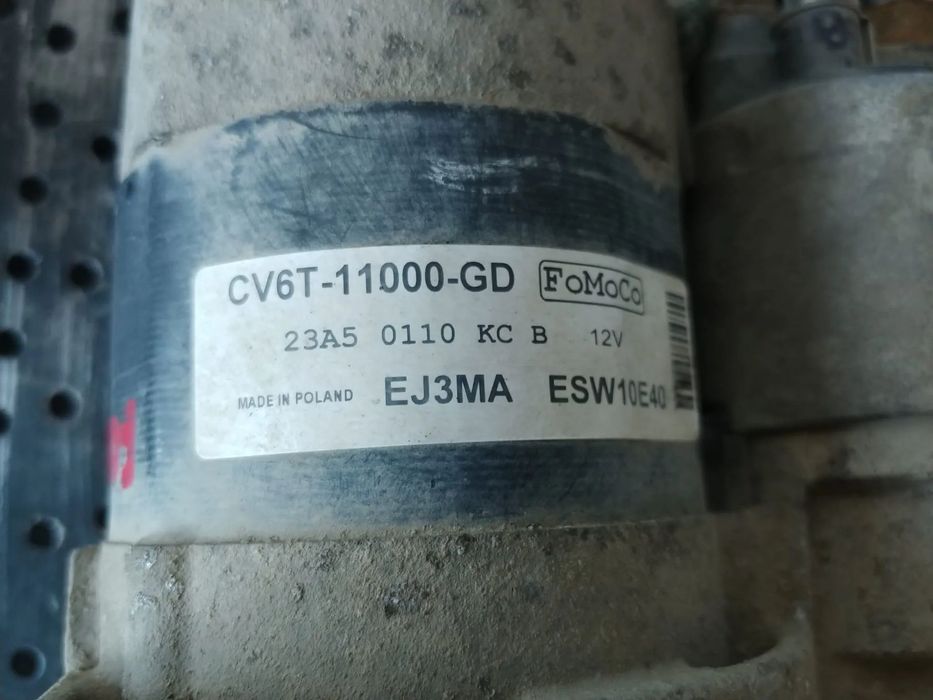 CV6T-11000-GD FoMoCo
23A5 0110 KC B 12V
MADE IN POLAND EJ3MA ESW10E40